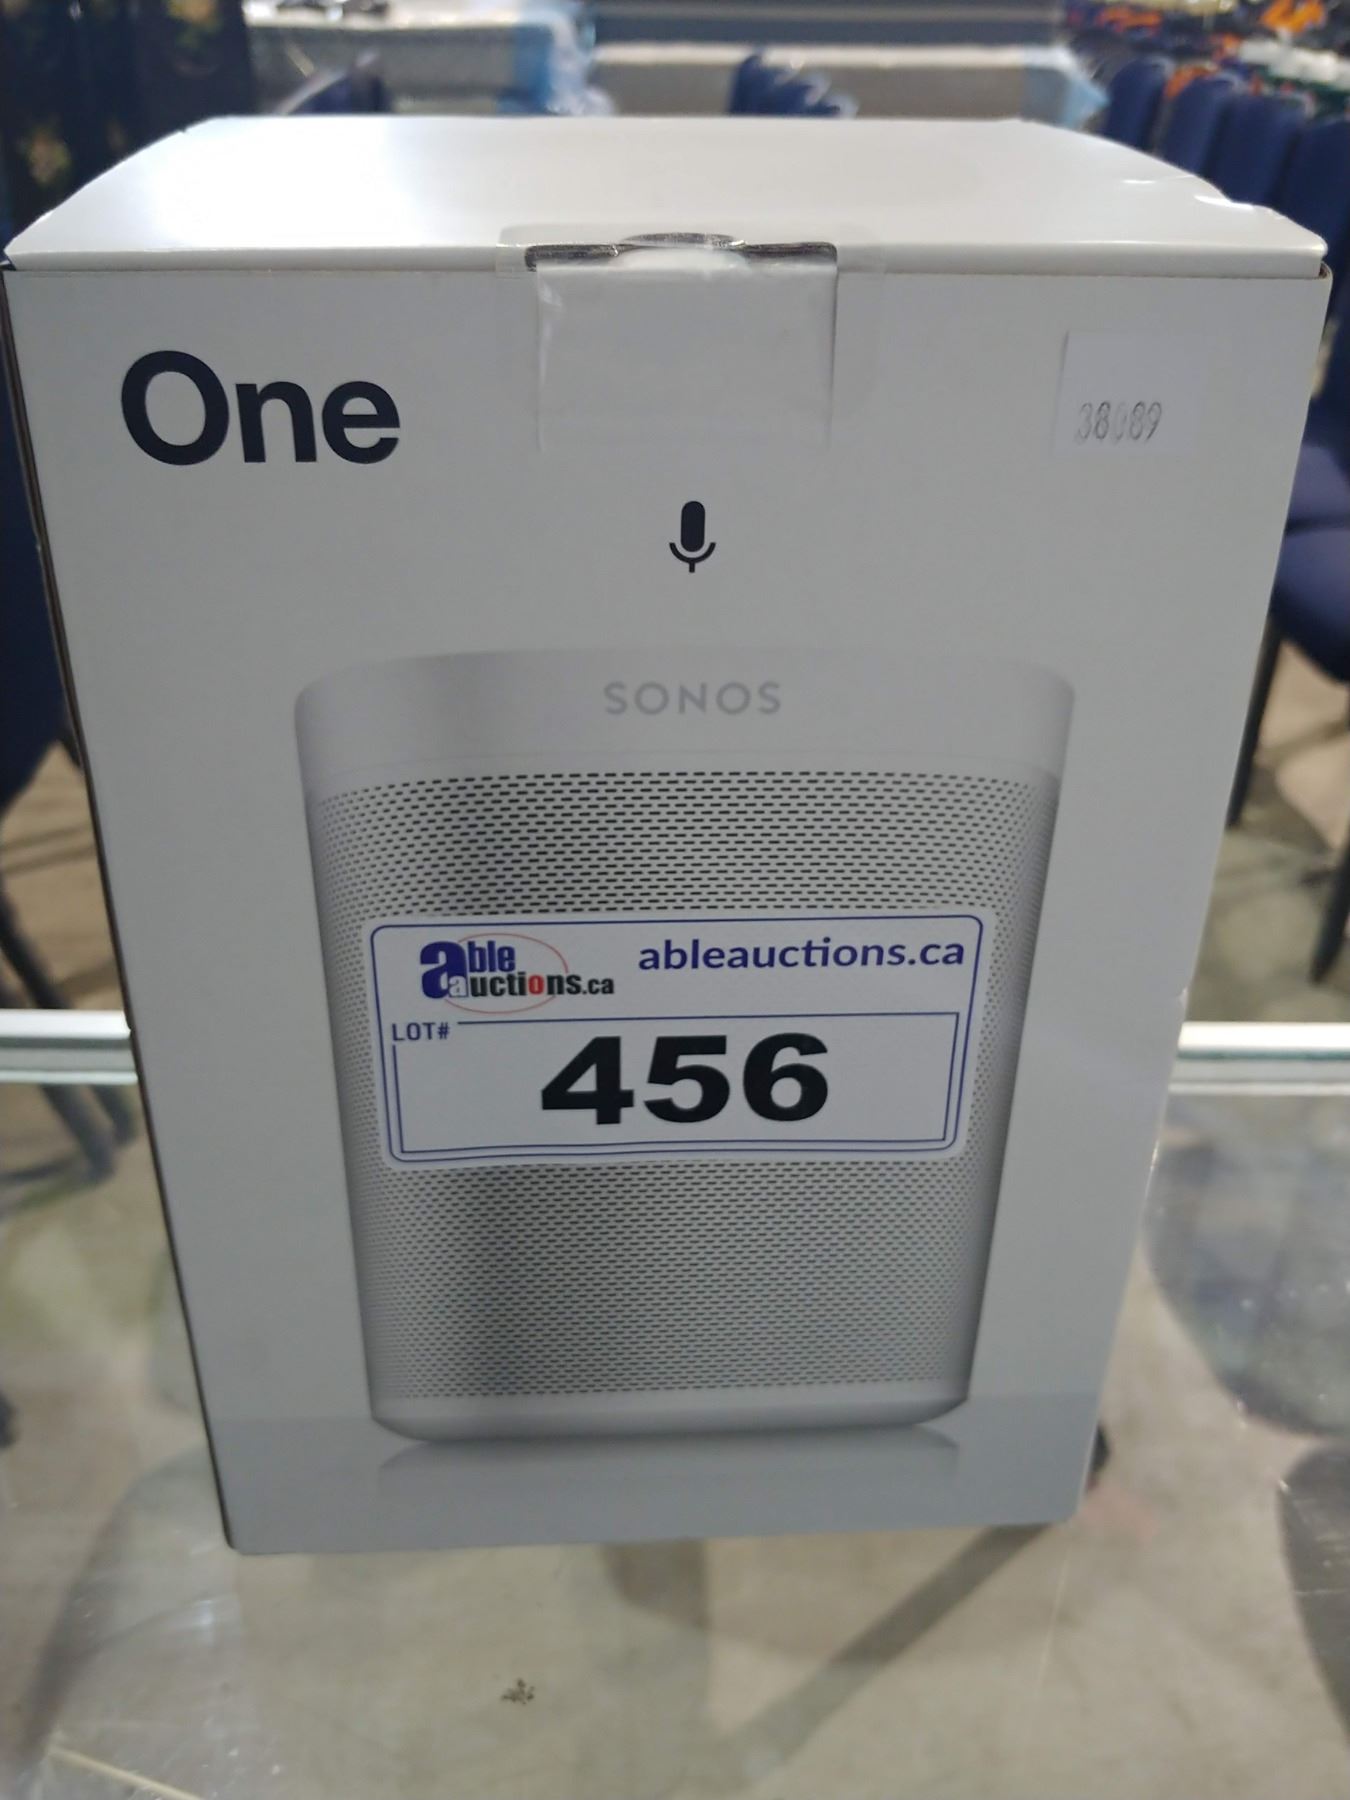 One
38089
SONOS
able
auctions.ca
ableauctions.ca
LOT#
456